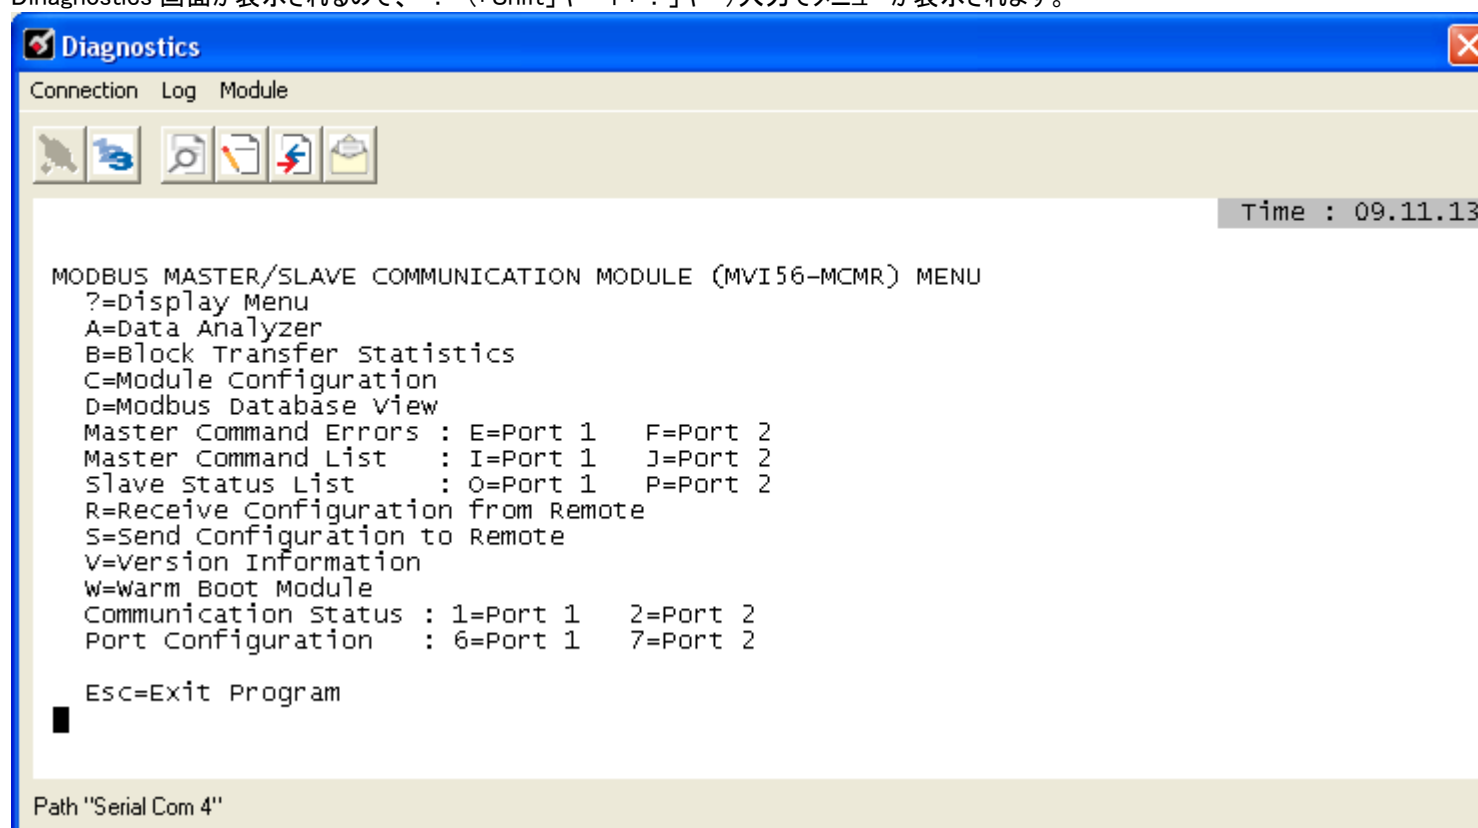 Diagnostics
Connection Log Module
Time : 09.11.13
MODBUS MASTER/SLAVE COMMUNICATION MODULE (MVI56-MCMR) MENU
?=Display Menu
A=Data Analyzer
B=Block Transfer Statistics
C=Module Configuration
D=Modbus Database View
Master Command Errors : E=Port 1 F=Port 2
Master Command List : I=Port 1 J=Port 2
Slave Status List : O=Port 1 P=Port 2
R=Receive Configuration from Remote
S=Send Configuration to Remote
V=Version Information
W=Warm Boot Module
Communication Status : 1=Port 1 2=Port 2
Port Configuration : 6=Port 1 7=Port 2
Esc=Exit Program
Path "Serial Com 4"